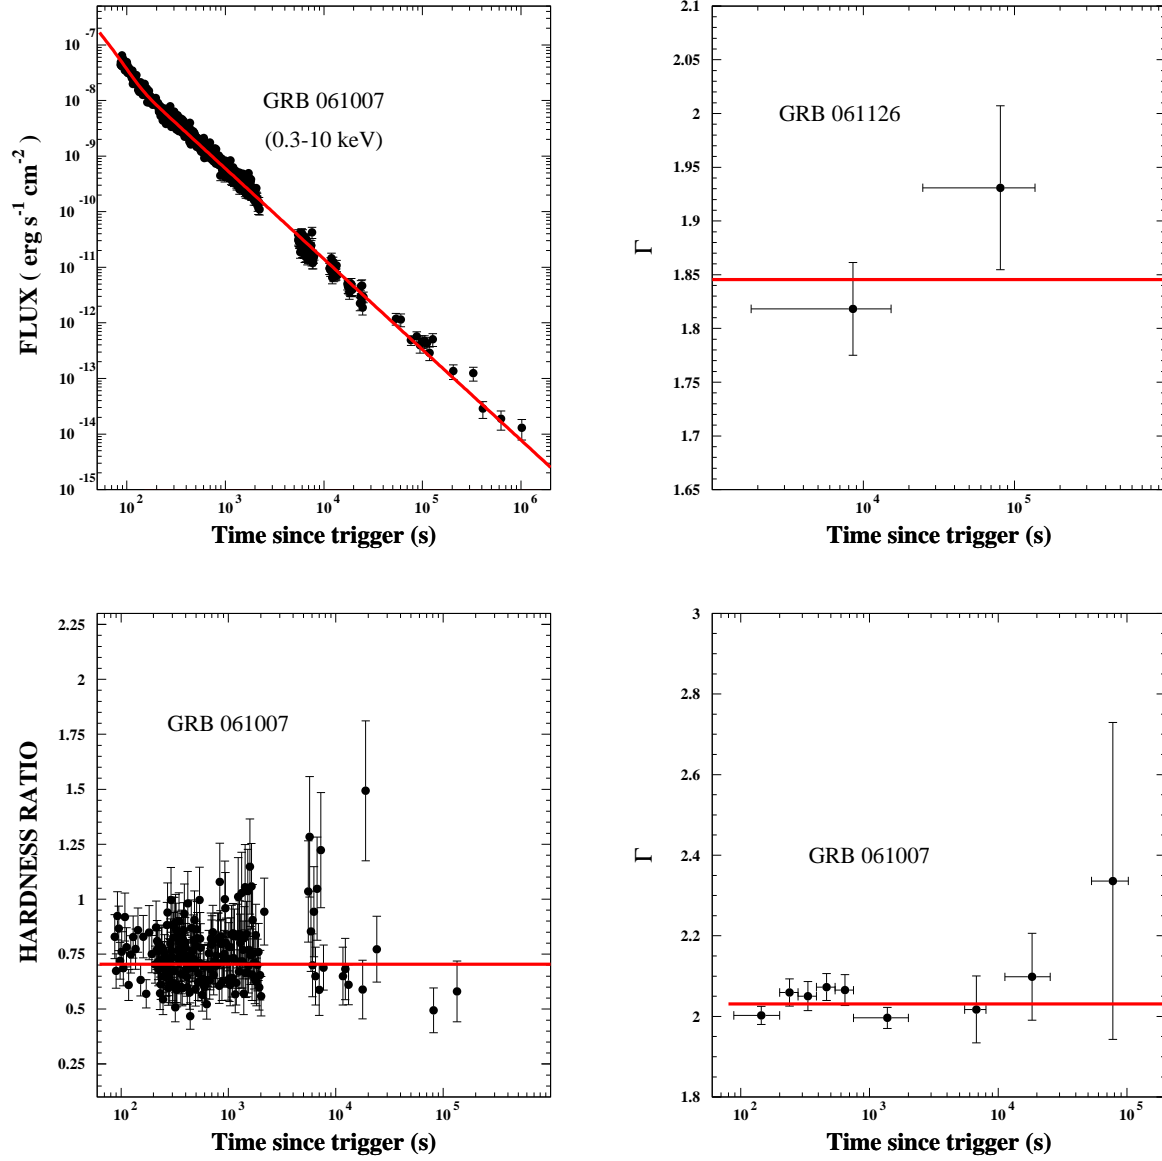 GRB 061007
(0.3-10 keV)
FLUX ( erg s⁻¹ cm⁻² )
10⁻⁷
10⁻⁸
10⁻⁹
10⁻¹⁰
10⁻¹¹
10⁻¹²
10⁻¹³
10⁻¹⁴
10⁻¹⁵
10² 10³ 10⁴ 10⁵ 10⁶
Time since trigger (s)
GRB 061126
Γ
2.1
2.05
2
1.95
1.9
1.85
1.8
1.75
1.7
1.65
10⁴ 10⁵
Time since trigger (s)
GRB 061007
HARDNESS RATIO
2.25
2
1.75
1.5
1.25
1
0.75
0.5
0.25
10² 10³ 10⁴ 10⁵
Time since trigger (s)
GRB 061007
Γ
3
2.8
2.6
2.4
2.2
2
1.8
10² 10³ 10⁴ 10⁵
Time since trigger (s)